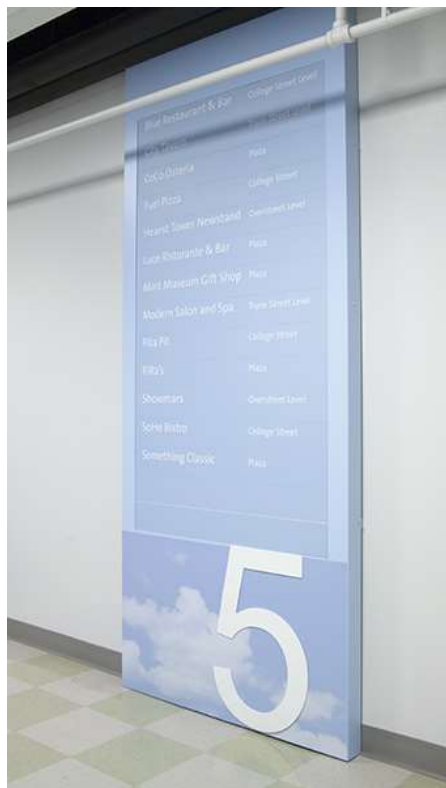 Blue Restaurant & Bar College Street Level
CoCo Osteria Plaza
Fuel Pizza College Street
Hearst Tower Newsstand Overstreet Level
Luce Ristorante & Bar Plaza
Mint Museum Gift Shop Plaza
Modern Salon and Spa Tryon Street Level
Pita Pit College Street
RiRa's Plaza
Showmars Overstreet Level
SoHe Bistro College Street
Something Classic Plaza
5